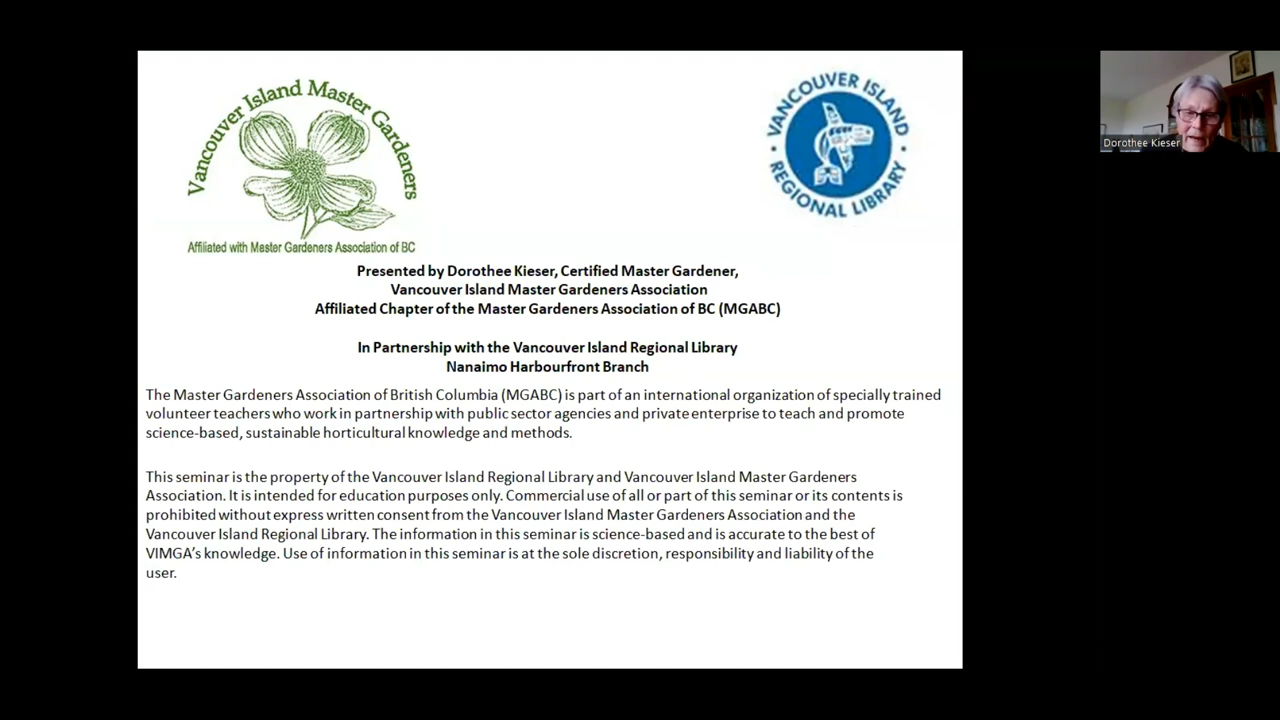 Vancouver Island Master Gardeners
Affiliated with Master Gardeners Association of BC
VANCOUVER ISLAND
REGIONAL LIBRARY
Dorothee Kieser
Presented by Dorothee Kieser, Certified Master Gardener,
Vancouver Island Master Gardeners Association
Affiliated Chapter of the Master Gardeners Association of BC (MGABC)
In Partnership with the Vancouver Island Regional Library
Nanaimo Harbourfront Branch
The Master Gardeners Association of British Columbia (MGABC) is part of an international organization of specially trained
volunteer teachers who work in partnership with public sector agencies and private enterprise to teach and promote
science-based, sustainable horticultural knowledge and methods.
This seminar is the property of the Vancouver Island Regional Library and Vancouver Island Master Gardeners
Association. It is intended for education purposes only. Commercial use of all or part of this seminar or its contents is
prohibited without express written consent from the Vancouver Island Master Gardeners Association and the
Vancouver Island Regional Library. The information in this seminar is science-based and is accurate to the best of
VIMGA's knowledge. Use of information in this seminar is at the sole discretion, responsibility and liability of the
user.